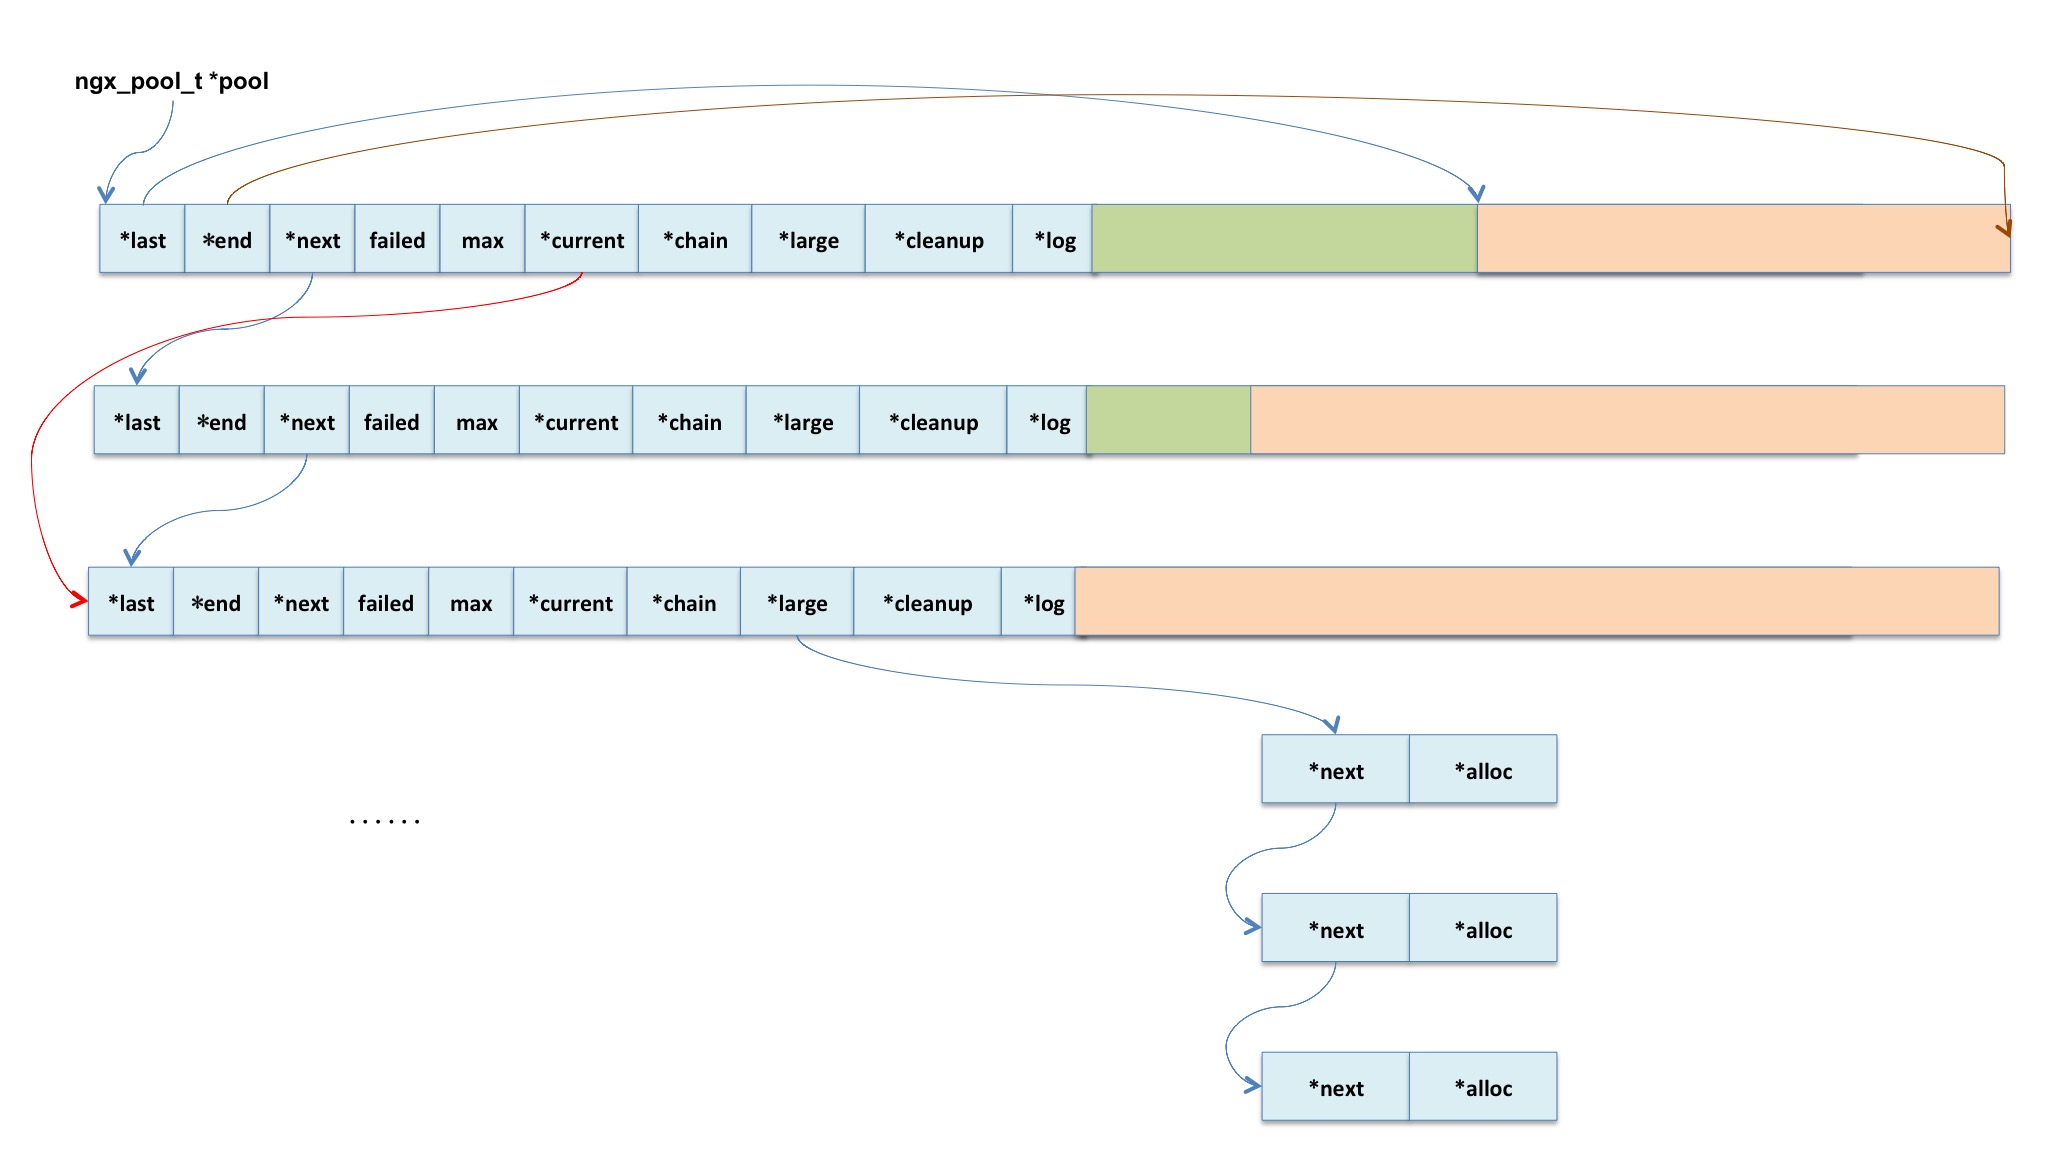 ngx_pool_t *pool
*last *end *next failed max *current *chain *large *cleanup *log
*last *end *next failed max *current *chain *large *cleanup *log
*last *end *next failed max *current *chain *large *cleanup *log
*next *alloc
......
*next *alloc
*next *alloc